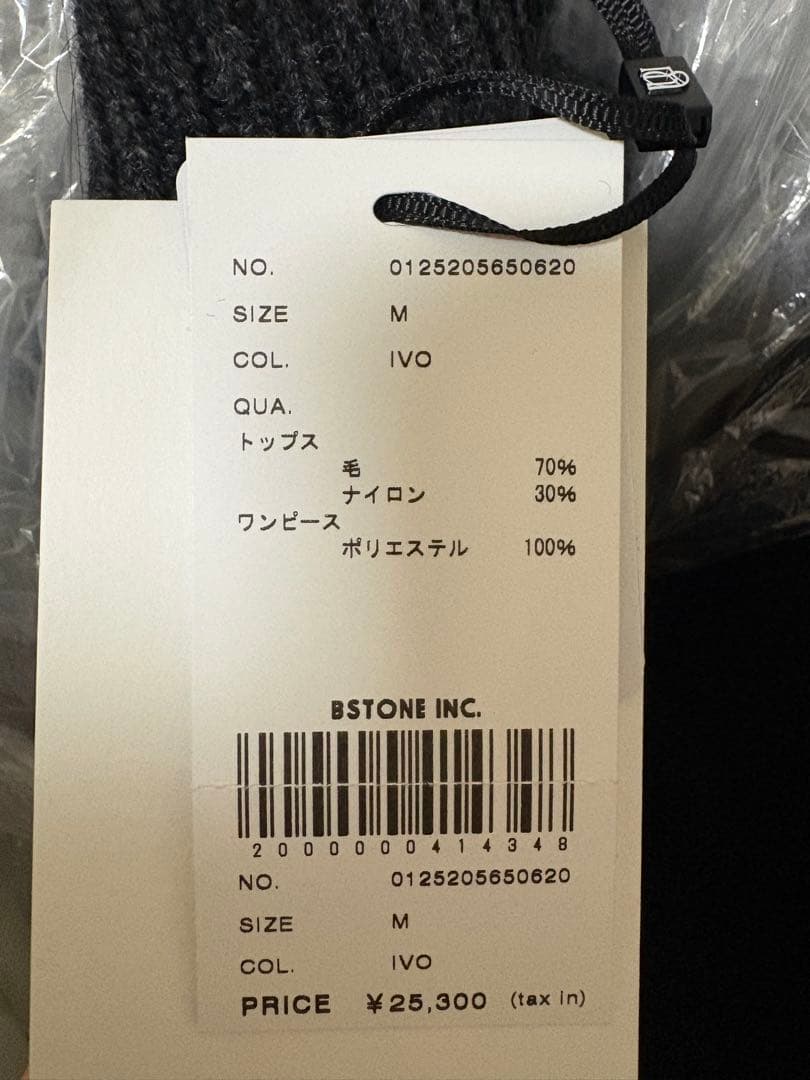 NO. 0125205650620
SIZE M
COL. IVO
QUA.
トップス
毛 70%
ナイロン 30%
ワンピース
ポリエステル 100%
BSTONE INC.
2000000414348
NO. 0125205650620
SIZE M
COL. IVO
PRICE ¥25,300 (tax in)